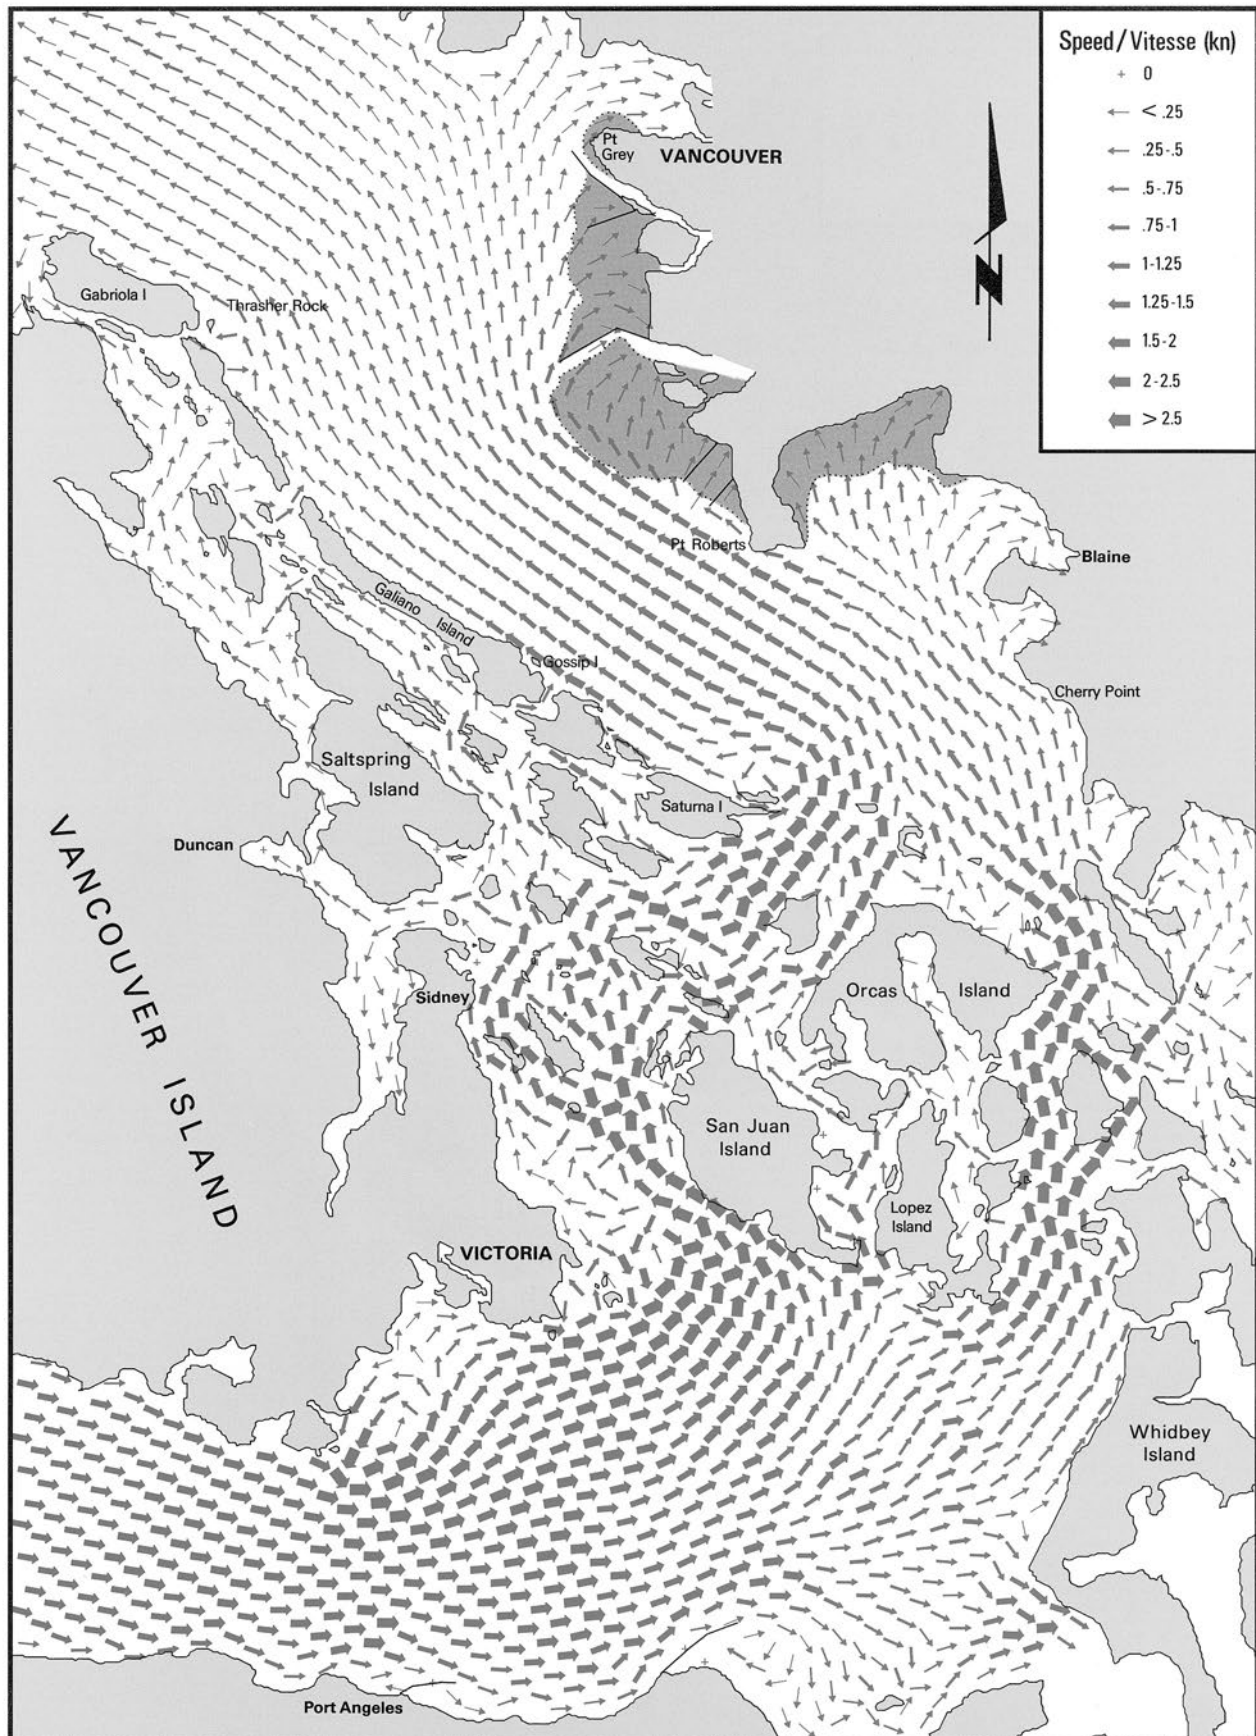 Speed/Vitesse (kn)
0
< .25
.25-.5
.5-.75
.75-1
1-1.25
1.25-1.5
1.5-2
2-2.5
> 2.5
Pt
Grey
VANCOUVER
N
Gabriola I
Thrasher Rock
Pt Roberts
Blaine
Galiano
Island
Gossip I
Cherry Point
Saltspring
Island
Saturna I
Duncan
VANCOUVER ISLAND
Sidney
Orcas Island
San Juan
Island
Lopez
Island
VICTORIA
Whidbey
Island
Port Angeles